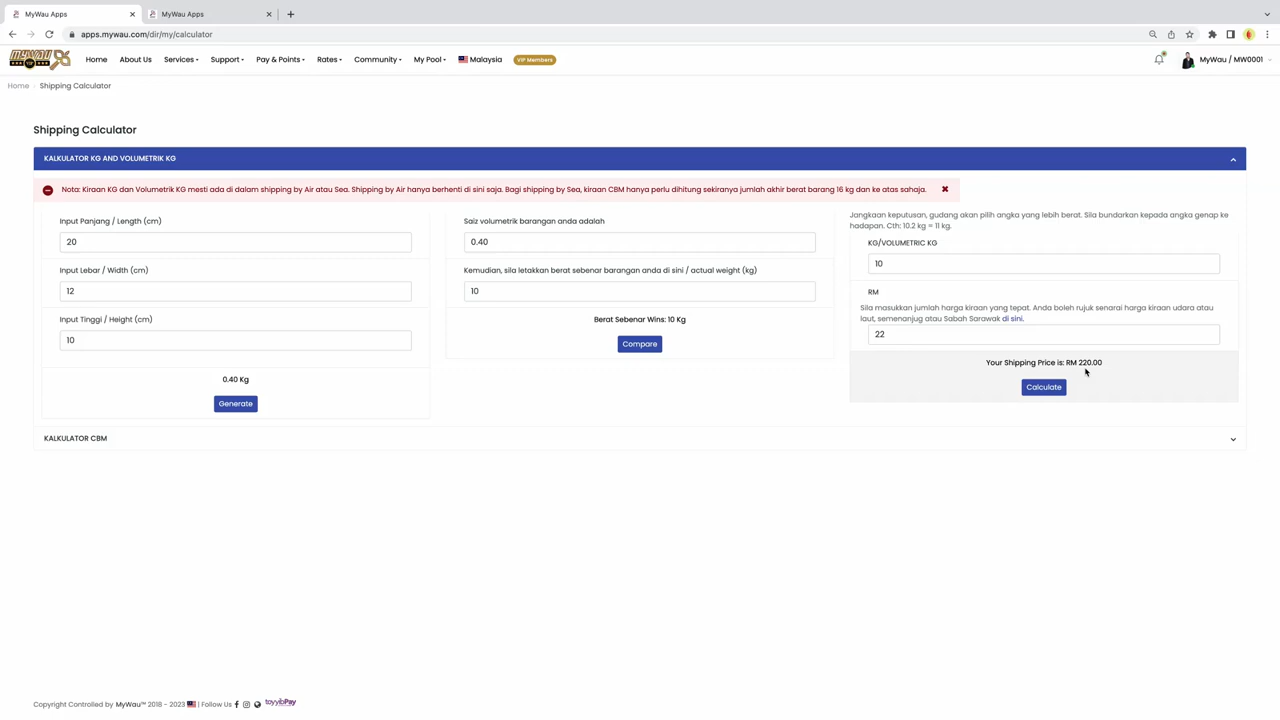 MyWau Apps
MyWau Apps
apps.mywau.com/dir/my/calculator
MYWAU
Home
About Us
Services
Support
Pay & Points
Rates
Community
My Pool
Malaysia
VIP Members
MyWau / MW0001
Home
Shipping Calculator
Shipping Calculator
KALKULATOR KG AND VOLUMETRIK KG
Nota: Kiraan KG dan Volumetrik KG mesti ada di dalam shipping by Air atau Sea. Shipping by Air hanya berhenti di sini saja. Bagi shipping by Sea, kiraan CBM hanya perlu dihitung sekiranya jumlah akhir berat barang 16 kg dan ke atas sahaja.
Input Panjang / Length (cm)
20
Input Lebar / Width (cm)
12
Input Tinggi / Height (cm)
10
0.40 Kg
Generate
Saiz volumetrik barangan anda adalah
0.40
Kemudian, sila letakkan berat sebenar barangan anda di sini / actual weight (kg)
10
Berat Sebenar Wins: 10 Kg
Compare
Jangkaan keputusan, gudang akan pilih angka yang lebih berat. Sila bundarkan kepada angka genap ke
hadapan. Cth: 10.2 kg = 11 kg.
KG/VOLUMETRIC KG
10
RM
Sila masukkan jumlah harga kiraan yang tepat. Anda boleh rujuk senarai harga kiraan udara atau
laut, semenanjug atau Sabah Sarawak di sini.
22
Your Shipping Price is: RM 220.00
Calculate
KALKULATOR CBM
Copyright Controlled by MyWau™ 2018 - 2023 | Follow Us
toyyibPay